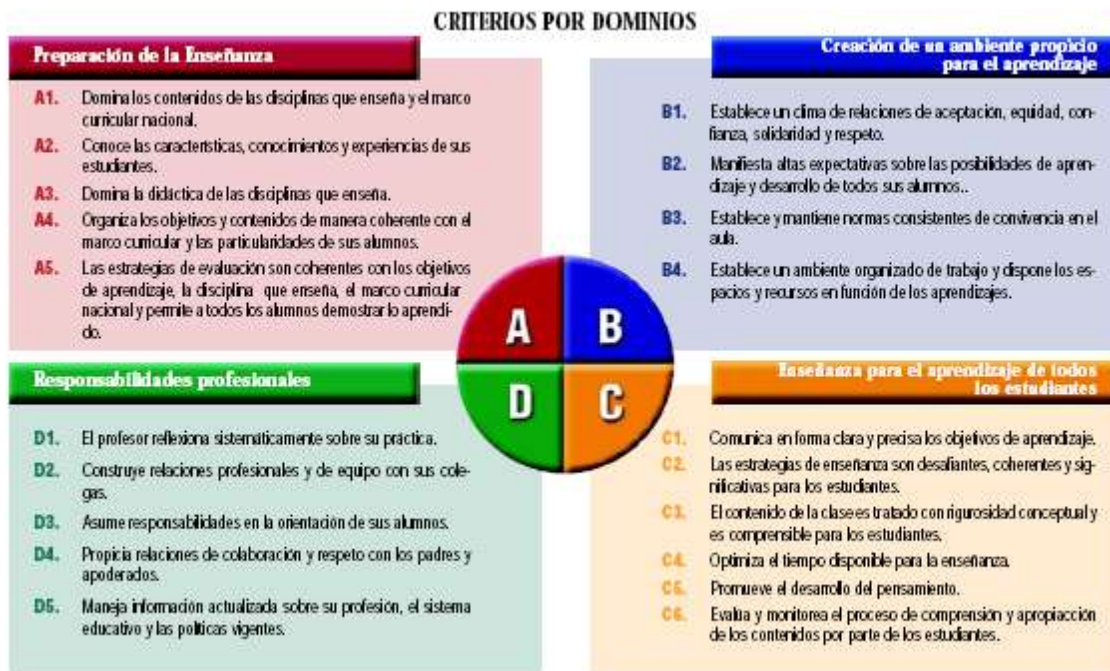 CRITERIOS POR DOMINIOS
Preparación de la Enseñanza
A1. Domina los contenidos de las disciplinas que enseña y el marco
curricular nacional.
A2. Conoce las características, conocimientos y experiencias de sus
estudiantes.
A3. Domina la didáctica de las disciplinas que enseña.
A4. Organiza los objetivos y contenidos de manera coherente con el
marco curricular y las particularidades de sus alumnos.
A5. Las estrategias de evaluación son coherentes con los objetivos
de aprendizaje, la disciplina que enseña, el marco curricular
nacional y permite a todos los alumnos demostrar lo aprendi-
do.
Creación de un ambiente propicio
para el aprendizaje
B1. Establece un clima de relaciones de aceptación, equidad, con-
fianza, solidaridad y respeto.
B2. Manifiesta altas expectativas sobre las posibilidades de apren-
dizaje y desarrollo de todos sus alumnos..
B3. Establece y mantiene normas consistentes de convivencia en el
aula.
B4. Establece un ambiente organizado de trabajo y dispone los es-
pacios y recursos en función de los aprendizajes.
A B
D C
Responsabilidades profesionales
D1. El profesor reflexiona sistemáticamente sobre su práctica.
D2. Construye relaciones profesionales y de equipo con sus cole-
gas.
D3. Asume responsabilidades en la orientación de sus alumnos.
D4. Propicia relaciones de colaboración y respeto con los padres y
apoderados.
D5. Maneja información actualizada sobre su profesión, el sistema
educativo y las políticas vigentes.
Enseñanza para el aprendizaje de todos
los estudiantes
C1. Comunica en forma clara y precisa los objetivos de aprendizaje.
C2. Las estrategias de enseñanza son desafiantes, coherentes y sig-
nificativas para los estudiantes.
C3. El contenido de la clase es tratado con rigurosidad conceptual y
es comprensible para los estudiantes.
C4. Optimiza el tiempo disponible para la enseñanza.
C5. Promueve el desarrollo del pensamiento.
C6. Evalúa y monitorea el proceso de comprensión y apropiacción
de los contenidos por parte de los estudiantes.